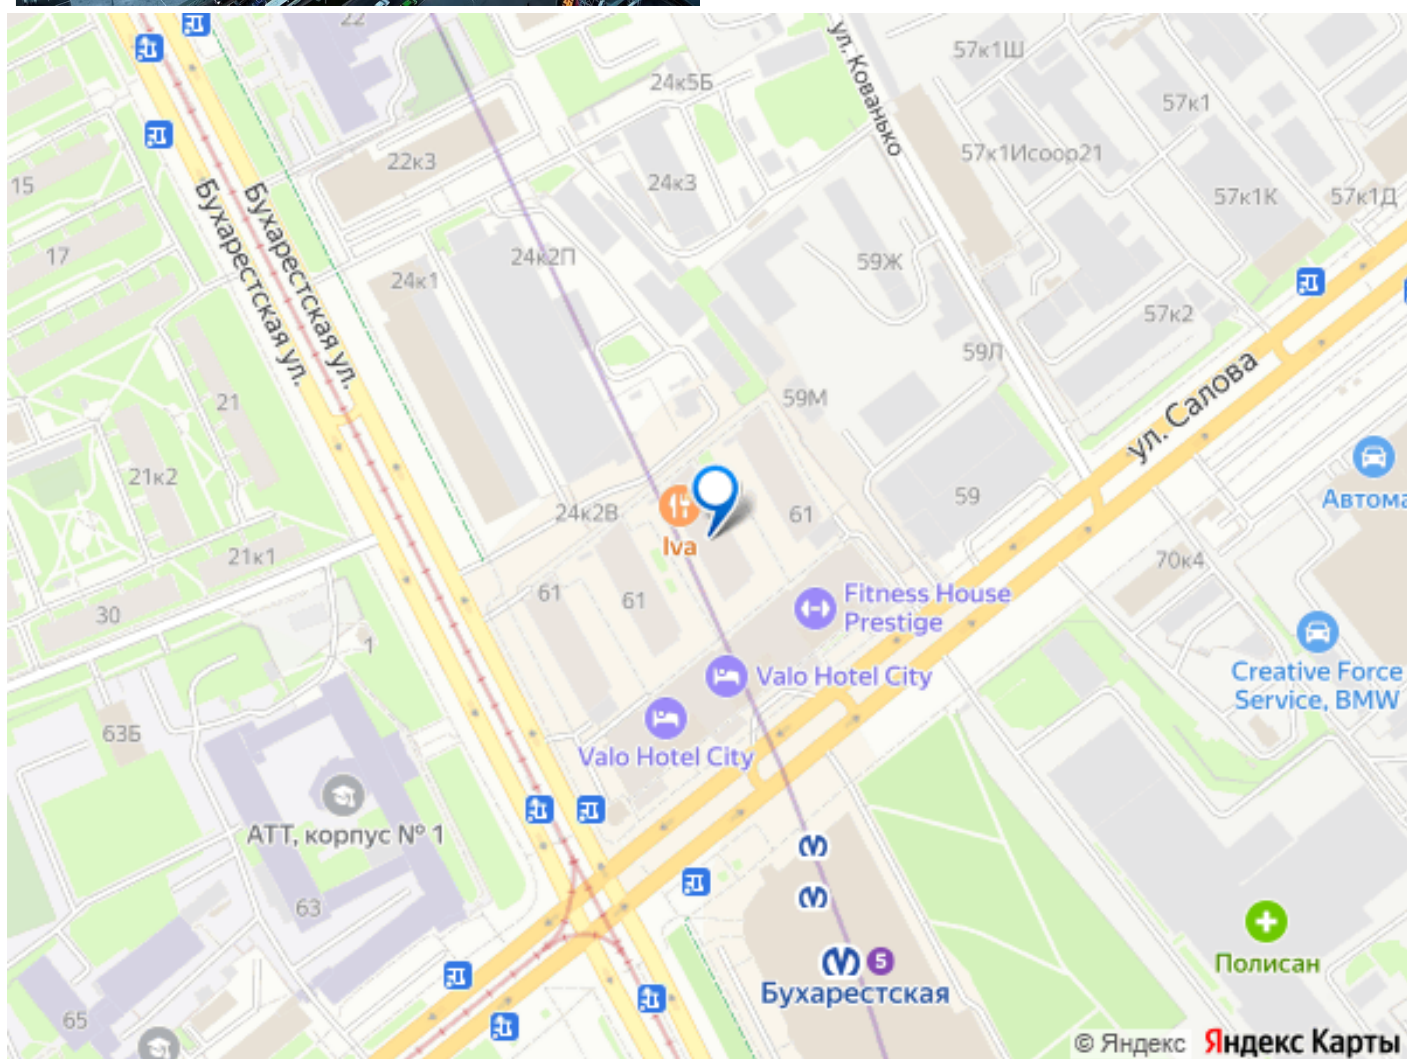 22
57к1Ш
24к5Б
57к1
ул. Кованько
22к3
57к1Исоор21
15
24к3
57к1К
57к1Д
Бухарестская ул.
Бухарестская ул.
17
24к2П
59Ж
24к1
57к2
59Л
21
59М
ул. Салова
21к2
59
Автома
24к2В
61
Iva
21к1
70к4
61
61
Fitness House
Prestige
30
1
Valo Hotel City
Creative Force
Service, BMW
63Б
Valo Hotel City
АТТ, корпус № 1
63
5
Полисан
Бухарестская
65
© Яндекс
Яндекс Карты